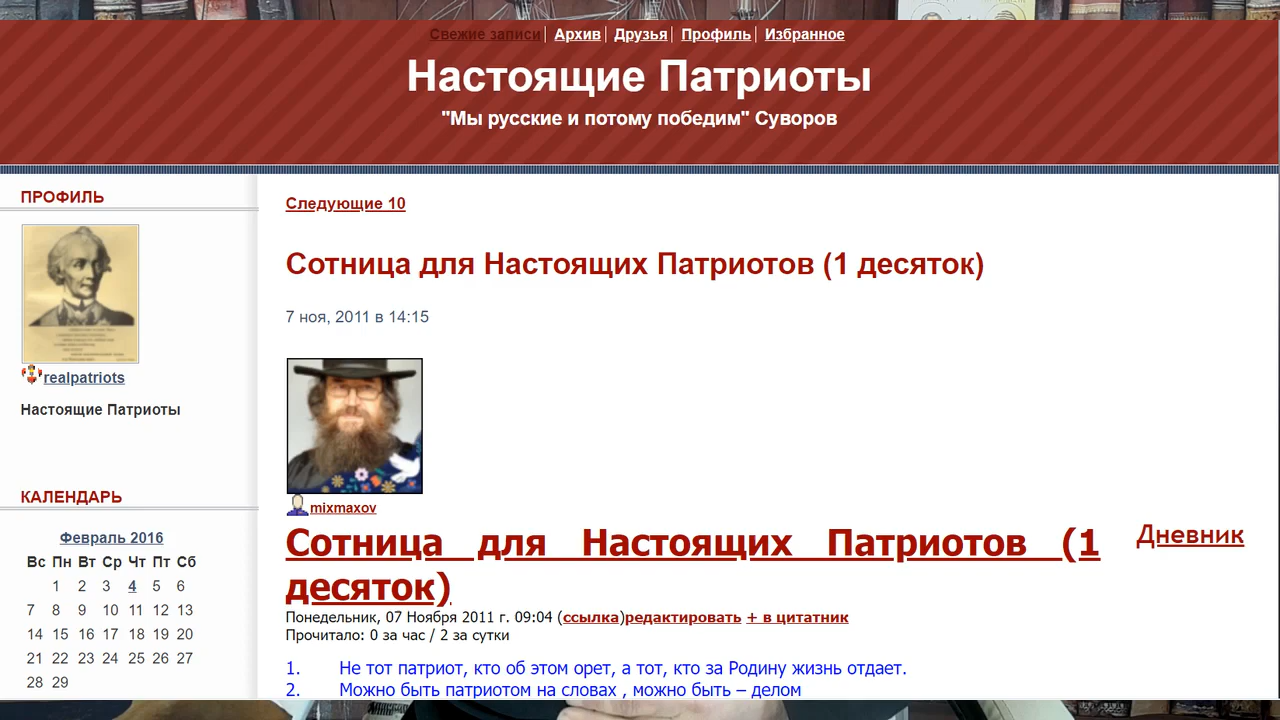 Свежие записи Архив Друзья Профиль Избранное
Настоящие Патриоты
"Мы русские и потому победим" Суворов
ПРОФИЛЬ
realpatriots
Настоящие Патриоты
КАЛЕНДАРЬ
Февраль 2016
Вс Пн Вт Ср Чт Пт Сб
1 2 3 4 5 6
7 8 9 10 11 12 13
14 15 16 17 18 19 20
21 22 23 24 25 26 27
28 29
Следующие 10
Сотница для Настоящих Патриотов (1 десяток)
7 ноя, 2011 в 14:15
mixmaxov
Сотница для Настоящих Патриотов (1
десяток)
Дневник
Понедельник, 07 Ноября 2011 г. 09:04 (ссылка)редактировать + в цитатник
Прочитало: 0 за час / 2 за сутки
1. Не тот патриот, кто об этом орет, а тот, кто за Родину жизнь отдает.
2. Можно быть патриотом на словах , можно быть – делом